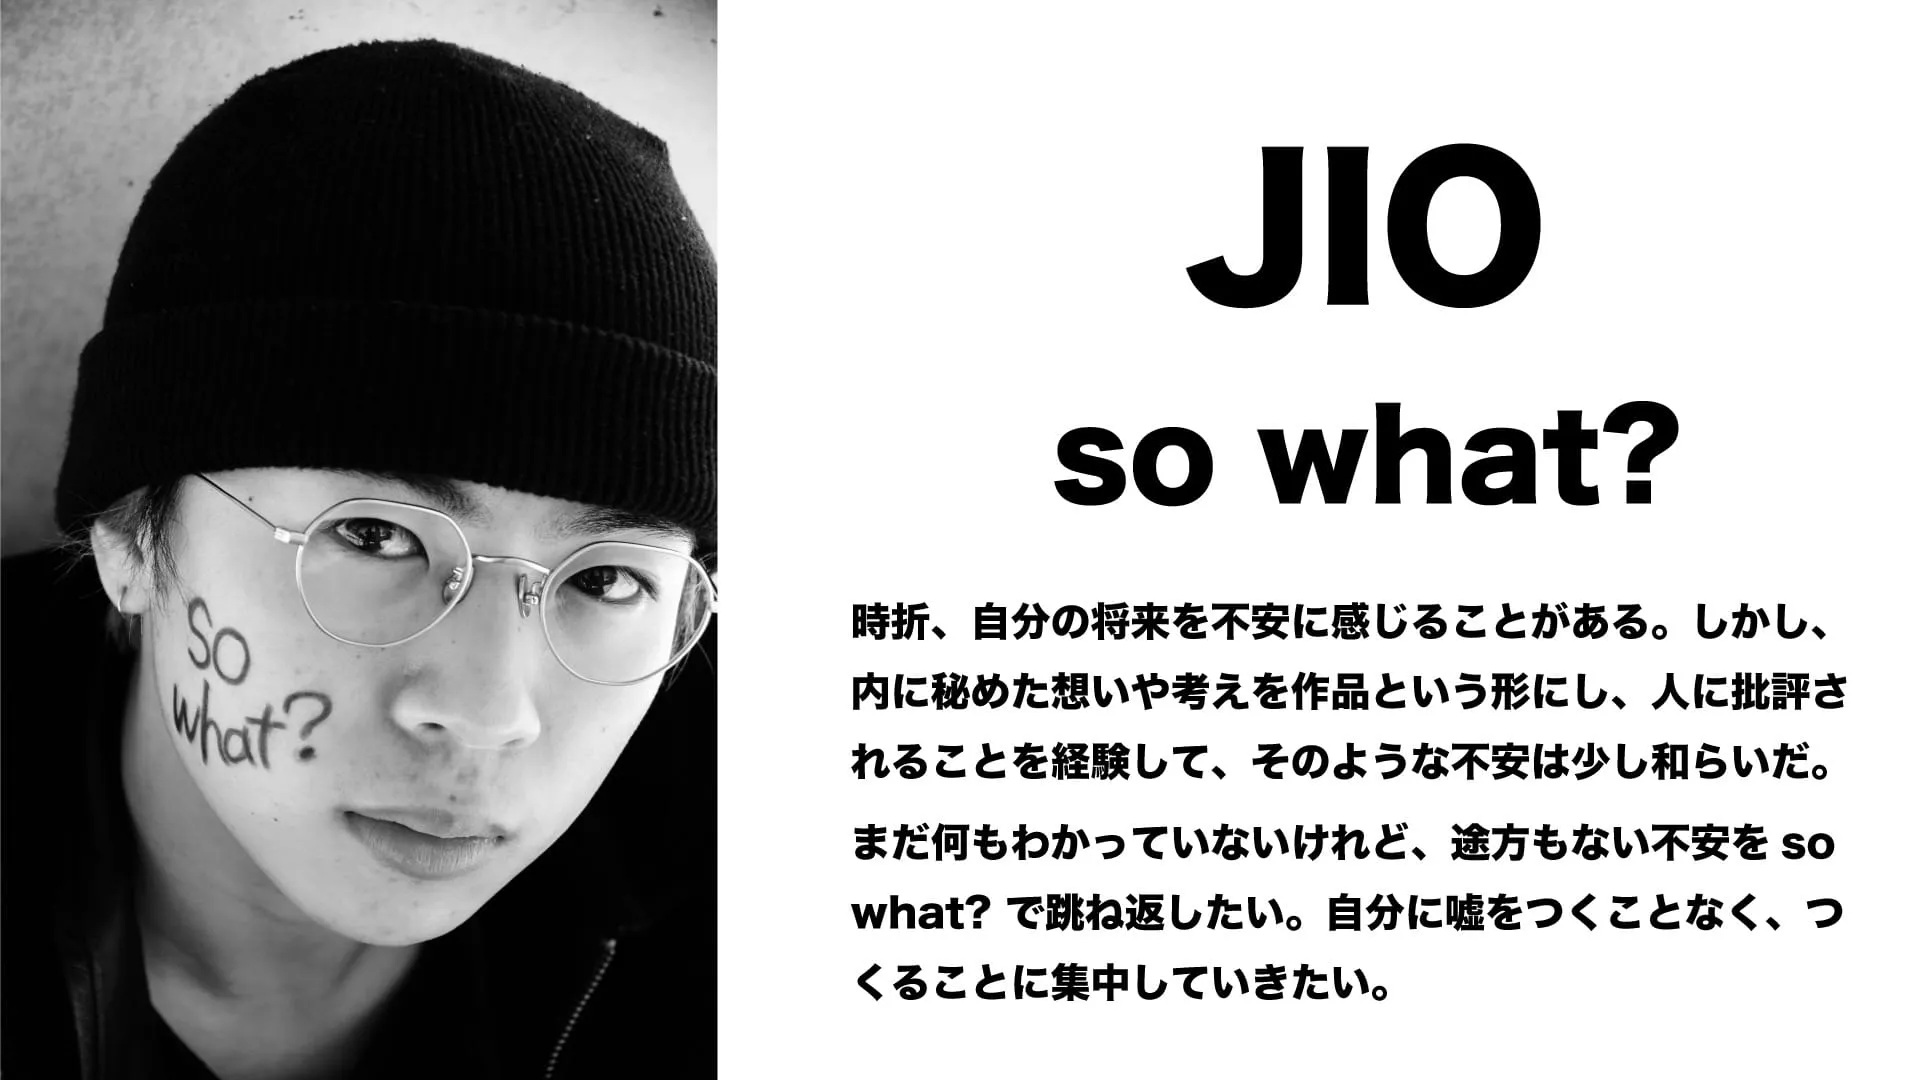 so
what?
JIO
so what?
時折、自分の将来を不安に感じることがある。しかし、
内に秘めた想いや考えを作品という形にし、人に批評さ
れることを経験して、そのような不安は少し和らいだ。
まだ何もわかっていないけれど、途方もない不安を so
what? で跳ね返したい。自分に嘘をつくことなく、つ
くることに集中していきたい。